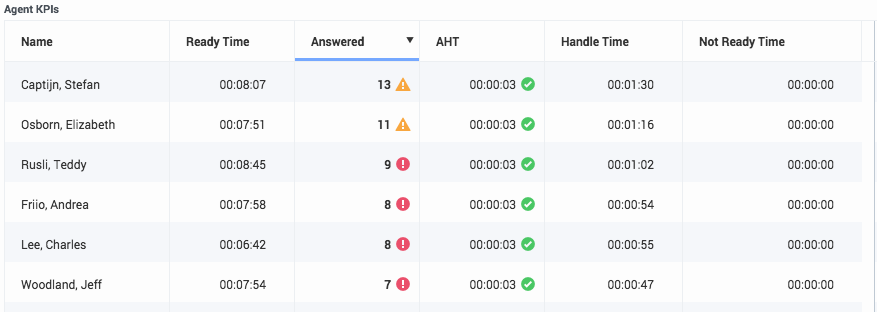 Agent KPIs
Name Ready Time Answered AHT Handle Time Not Ready Time
Captijn, Stefan 00:08:07 13 00:00:03 00:01:30 00:00:00
Osborn, Elizabeth 00:07:51 11 00:00:03 00:01:16 00:00:00
Rusli, Teddy 00:08:45 9 00:00:03 00:01:02 00:00:00
Friio, Andrea 00:07:58 8 00:00:03 00:00:54 00:00:00
Lee, Charles 00:06:42 8 00:00:03 00:00:55 00:00:00
Woodland, Jeff 00:07:54 7 00:00:03 00:00:47 00:00:00